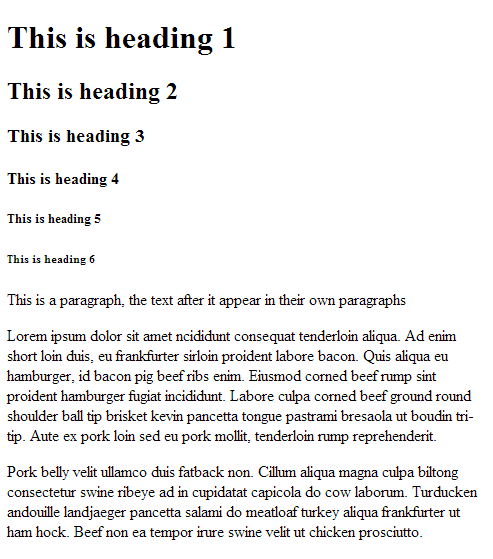 This is heading 1
This is heading 2
This is heading 3
This is heading 4
This is heading 5
This is heading 6
This is a paragraph, the text after it appear in their own paragraphs
Lorem ipsum dolor sit amet ncididunt consequat tenderloin aliqua. Ad enim
short loin duis, eu frankfurter sirloin proident labore bacon. Quis aliqua eu
hamburger, id bacon pig beef ribs enim. Eiusmod corned beef rump sint
proident hamburger fugiat incididunt. Labore culpa corned beef ground round
shoulder ball tip brisket kevin pancetta tongue pastrami bresaola ut boudin tri-
tip. Aute ex pork loin sed eu pork mollit, tenderloin rump reprehenderit.
Pork belly velit ullamco duis fatback non. Cillum aliqua magna culpa biltong
consectetur swine ribeye ad in cupidatat capicola do cow laborum. Turducken
andouille landjaeger pancetta salami do meatloaf turkey aliqua frankfurter ut
ham hock. Beef non ea tempor irure swine velit ut chicken prosciutto.